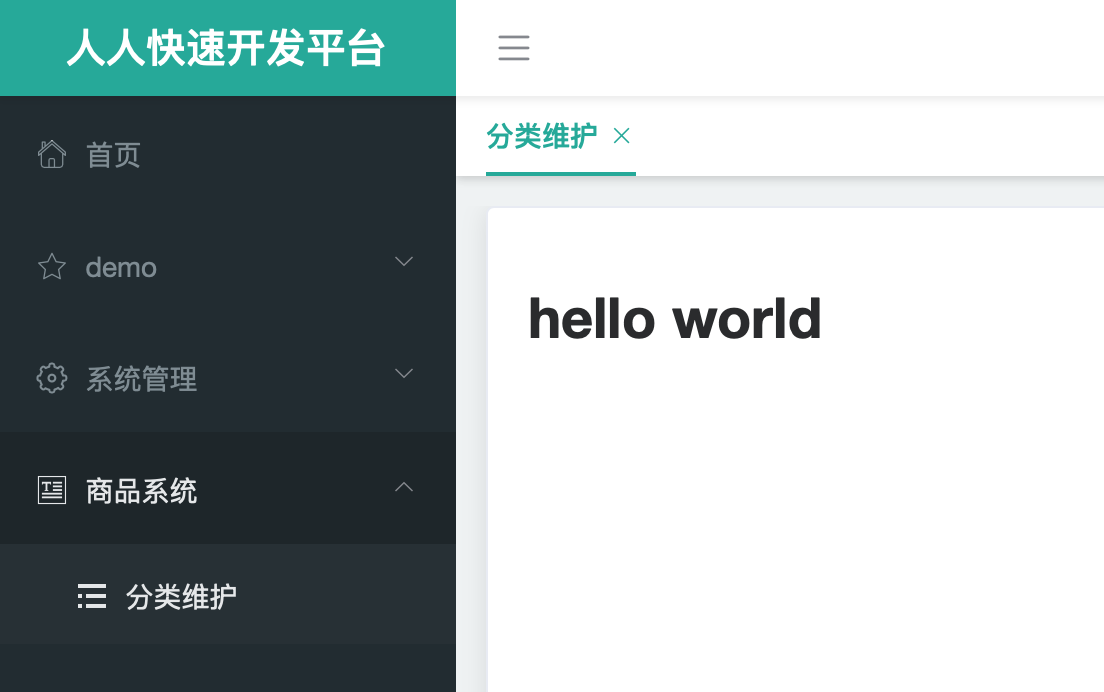 人人快速开发平台
首页
demo
系统管理
商品系统
分类维护
分类维护
hello world